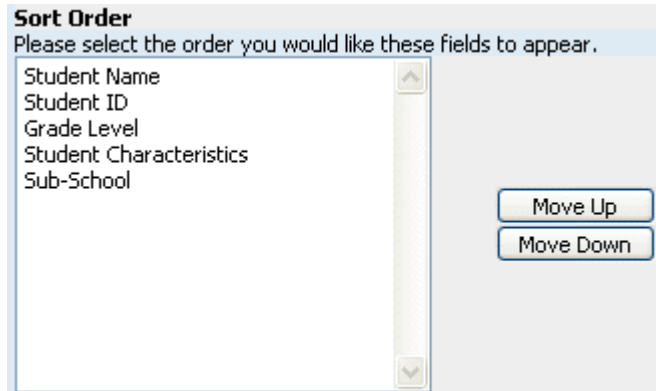 Sort Order
Please select the order you would like these fields to appear.
Student Name
Student ID
Grade Level
Student Characteristics
Sub-School
Move Up
Move Down